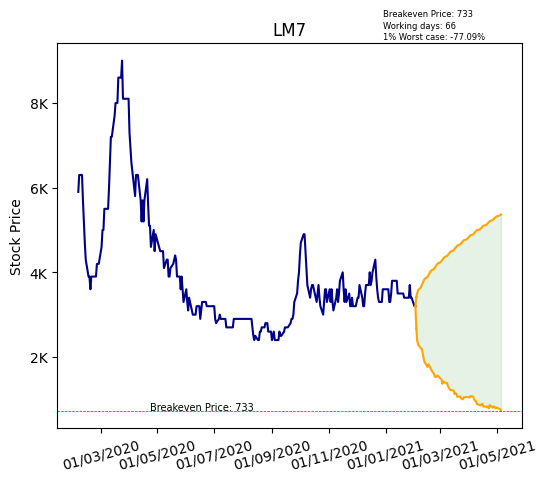 Breakeven Price: 733
Working days: 66
1% Worst case: -77.09%
LM7
Stock Price
8K
6K
4K
2K
Breakeven Price: 733
01/03/2020 01/05/2020 01/07/2020 01/09/2020 01/11/2020 01/01/2021 01/03/2021 01/05/2021